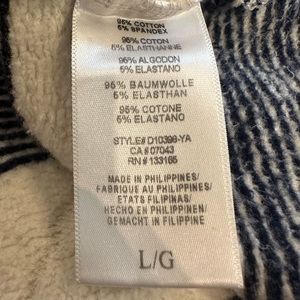 95% COTTON
5% SPANDEX
95% COTON
5% ELASTHANNE
95% ALGODON
5% ELASTANO
95% BAUMWOLLE
5% ELASTHAN
95% COTONE
5% ELASTANO
STYLE# D10396-YA
CA # 07043
RN # 133165
MADE IN PHILIPPINES/
FABRIQUE AU PHILIPPINES/
ETATS FILIPINAS/
HECHO EN PHILIPPINEN/
GEMACHT IN FILIPPINE
L/G